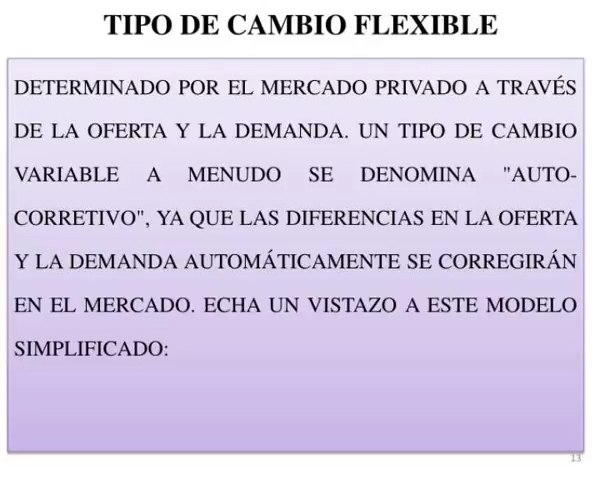 TIPO DE CAMBIO FLEXIBLE
DETERMINADO POR EL MERCADO PRIVADO A TRAVÉS
DE LA OFERTA Y LA DEMANDA. UN TIPO DE CAMBIO
VARIABLE A MENUDO SE DENOMINA "AUTO-
CORRETIVO", YA QUE LAS DIFERENCIAS EN LA OFERTA
Y LA DEMANDA AUTOMÁTICAMENTE SE CORREGIRÁN
EN EL MERCADO. ECHA UN VISTAZO A ESTE MODELO
SIMPLIFICADO:
13